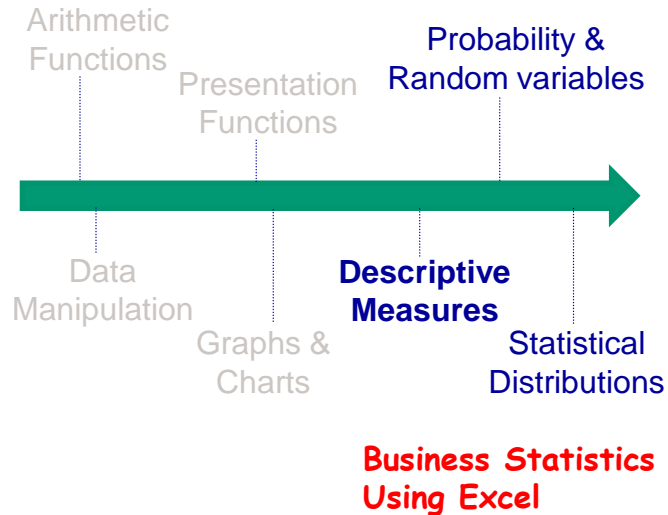 Arithmetic
Functions
Presentation
Functions
Probability &
Random variables
Data
Manipulation
Graphs &
Charts
Descriptive
Measures
Statistical
Distributions
Business Statistics
Using Excel